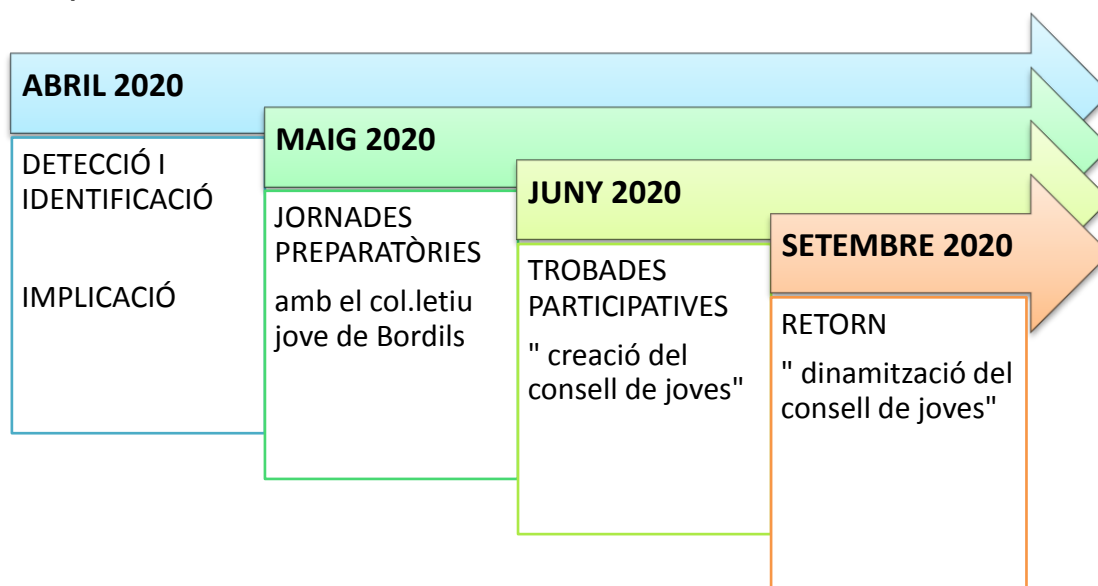 ABRIL 2020
DETECCIÓ I
IDENTIFICACIÓ
IMPLICACIÓ
MAIG 2020
JORNADES
PREPARATÒRIES
amb el col.letiu
jove de Bordils
JUNY 2020
TROBADES
PARTICIPATIVES
" creació del
consell de joves"
SETEMBRE 2020
RETORN
" dinamització del
consell de joves"